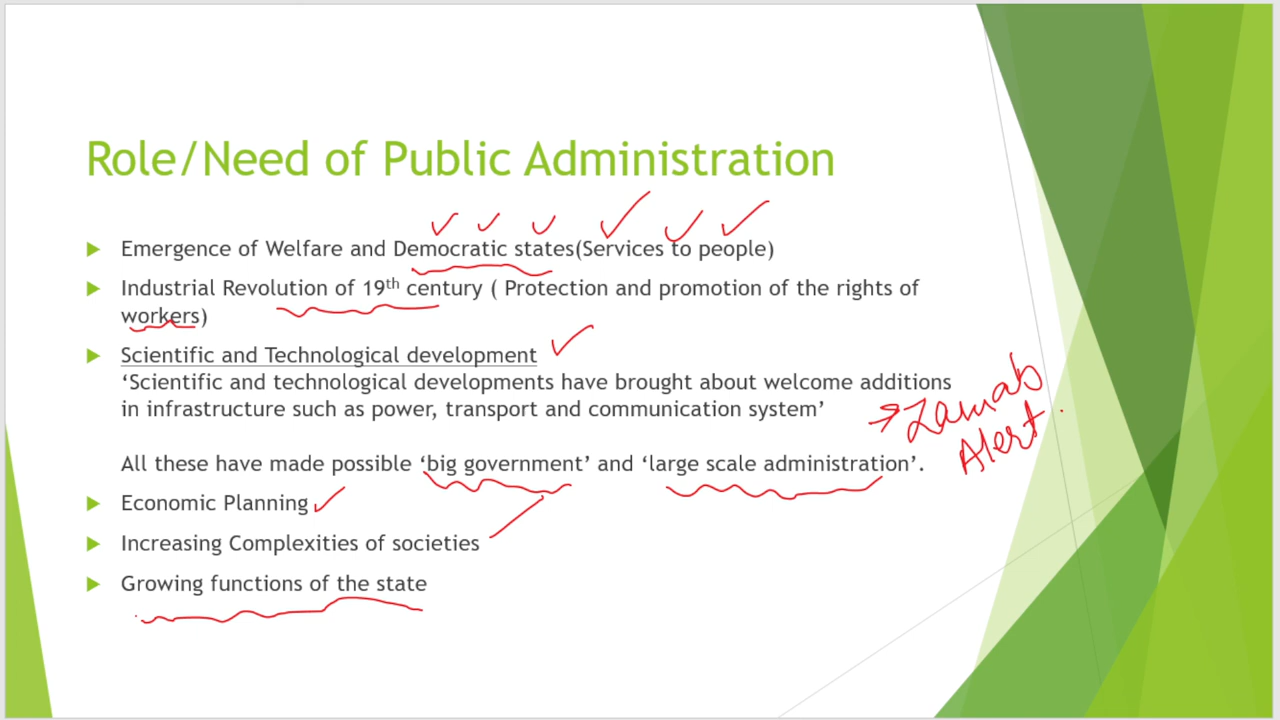 Role/Need of Public Administration
Emergence of Welfare and Democratic states(Services to people)
Industrial Revolution of 19th century ( Protection and promotion of the rights of
workers)
Scientific and Technological development
‘Scientific and technological developments have brought about welcome additions
in infrastructure such as power, transport and communication system’
All these have made possible ‘big government’ and ‘large scale administration’.
Economic Planning
Increasing Complexities of societies
Growing functions of the state
Alert